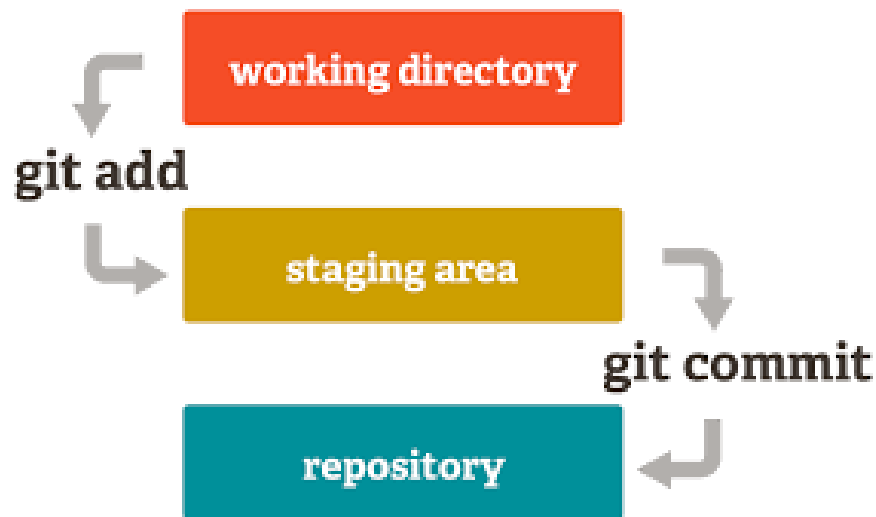 working directory
git add
staging area
git commit
repository